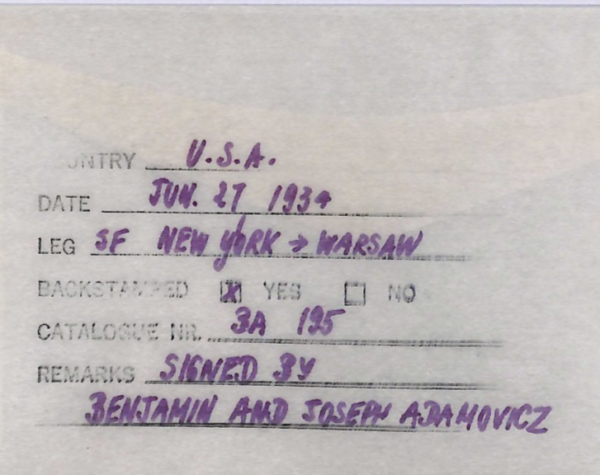 UNTRY U.S.A.
DATE JUN. 27 1934
LEG SF NEW YORK → WARSAW
BACKSTAMPED ☒ YES ☐ NO
CATALOGUE NR. 3A 195
REMARKS SIGNED BY
BENJAMIN AND JOSEPH ADAMOVICZ